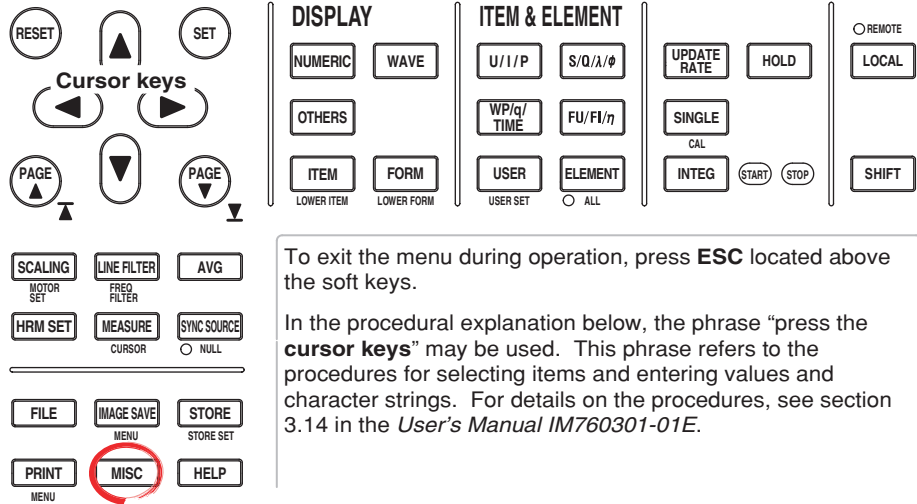 RESET
SET
Cursor keys
PAGE
PAGE
DISPLAY
NUMERIC WAVE
OTHERS
ITEM FORM
LOWER ITEM LOWER FORM
ITEM & ELEMENT
U / I / P S/Q/λ/ϕ
WP/q/
TIME
FU/FI/η
USER ELEMENT
USER SET ALL
UPDATE
RATE
HOLD
SINGLE
CAL
INTEG START STOP
REMOTE
LOCAL
SHIFT
SCALING LINE FILTER AVG
MOTOR
SET
FREQ
FILTER
HRM SET MEASURE SYNC SOURCE
CURSOR NULL
FILE IMAGE SAVE STORE
MENU STORE SET
PRINT MISC HELP
MENU
To exit the menu during operation, press ESC located above
the soft keys.
In the procedural explanation below, the phrase “press the
cursor keys” may be used. This phrase refers to the
procedures for selecting items and entering values and
character strings. For details on the procedures, see section
3.14 in the User’s Manual IM760301-01E.